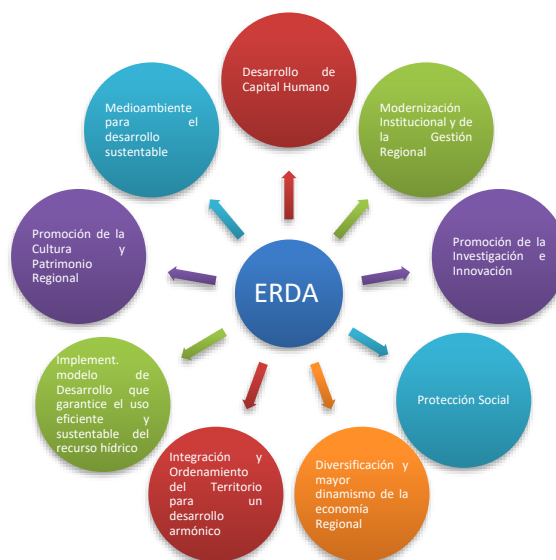 Desarrollo de
Capital Humano
Modernización
Institucional y de
la Gestión
Regional
Promoción de la
Investigación e
Innovación
Protección Social
Diversificación y
mayor
dinamismo de la
economía
Regional
Integración y
Ordenamiento
del Territorio
para un
desarrollo
armónico
Implement.
modelo de
Desarrollo que
garantice el uso
eficiente y
sustentable del
recurso hídrico
Promoción de la
Cultura y
Patrimonio
Regional
Medioambiente
para el
desarrollo
sustentable
ERDA